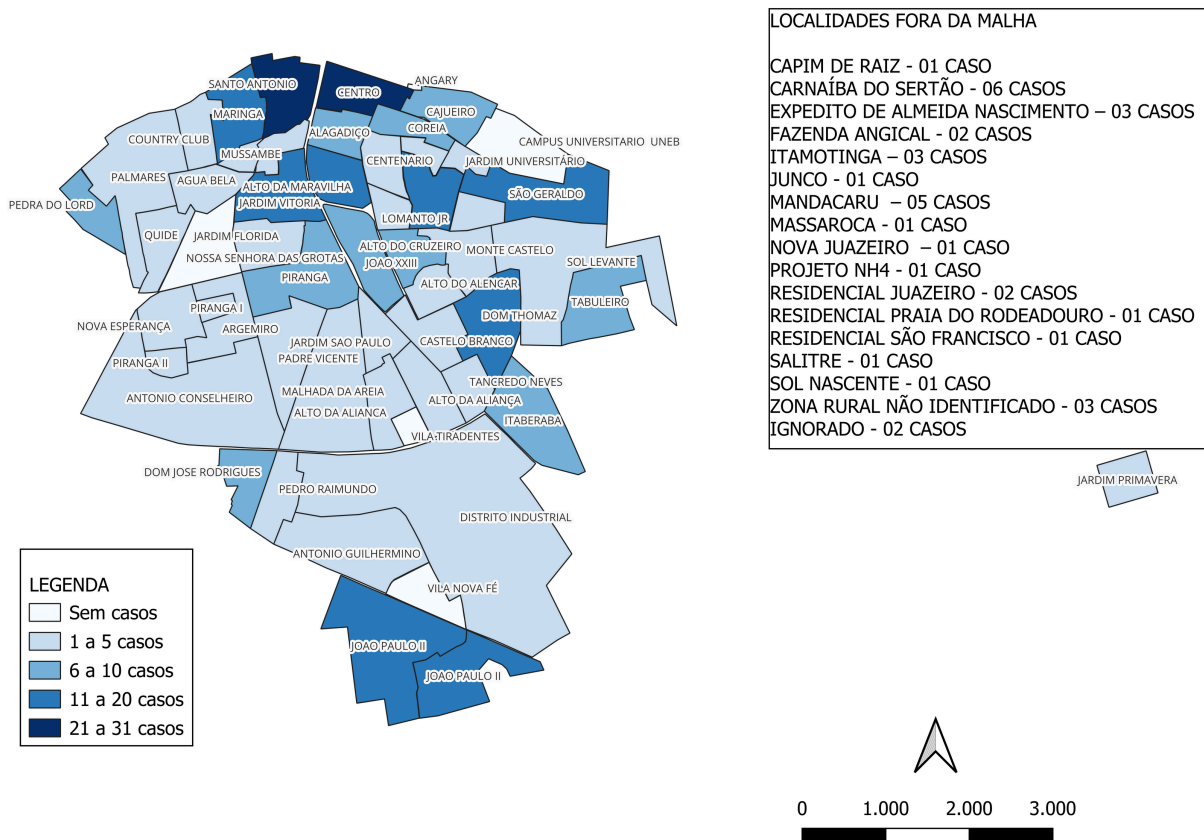 LOCALIDADES FORA DA MALHA
CAPIM DE RAIZ - 01 CASO
CARNAÍBA DO SERTÃO - 06 CASOS
EXPEDITO DE ALMEIDA NASCIMENTO – 03 CASOS
FAZENDA ANGICAL - 02 CASOS
ITAMOTINGA – 03 CASOS
JUNCO - 01 CASO
MANDACARU – 05 CASOS
MASSAROCA - 01 CASO
NOVA JUAZEIRO – 01 CASO
PROJETO NH4 - 01 CASO
RESIDENCIAL JUAZEIRO - 02 CASOS
RESIDENCIAL PRAIA DO RODEADOURO - 01 CASO
RESIDENCIAL SÃO FRANCISCO - 01 CASO
SALITRE - 01 CASO
SOL NASCENTE - 01 CASO
ZONA RURAL NÃO IDENTIFICADO - 03 CASOS
IGNORADO - 02 CASOS
SANTO ANTONIO
CENTRO
ANGARY
MARINGA
CAJUEIRO
COUNTRY CLUB
ALAGADIÇO
COREIA
CAMPUS UNIVERSITARIO UNEB
MUSSAMBE
CENTENARIO
JARDIM UNIVERSITÁRIO
PALMARES
AGUA BELA
ALTO DA MARAVILHA
SÃO GERALDO
PEDRA DO LORD
JARDIM VITORIA
LOMANTO JR
QUIDE
JARDIM FLORIDA
ALTO DO CRUZEIRO
MONTE CASTELO
NOSSA SENHORA DAS GROTAS
JOAO XXIII
SOL LEVANTE
PIRANGA
ALTO DO ALENCAR
TABULEIRO
PIRANGA I
DOM THOMAZ
NOVA ESPERANÇA
ARGEMIRO
JARDIM SAO PAULO
CASTELO BRANCO
PIRANGA II
PADRE VICENTE
TANCREDO NEVES
ANTONIO CONSELHEIRO
MALHADA DA AREIA
ALTO DA ALIANÇA
ALTO DA ALIANCA
ITABERABA
VILA TIRADENTES
DOM JOSE RODRIGUES
PEDRO RAIMUNDO
JARDIM PRIMAVERA
DISTRITO INDUSTRIAL
ANTONIO GUILHERMINO
VILA NOVA FÉ
JOAO PAULO II
JOAO PAULO II
LEGENDA
Sem casos
1 a 5 casos
6 a 10 casos
11 a 20 casos
21 a 31 casos
0 1.000 2.000 3.000